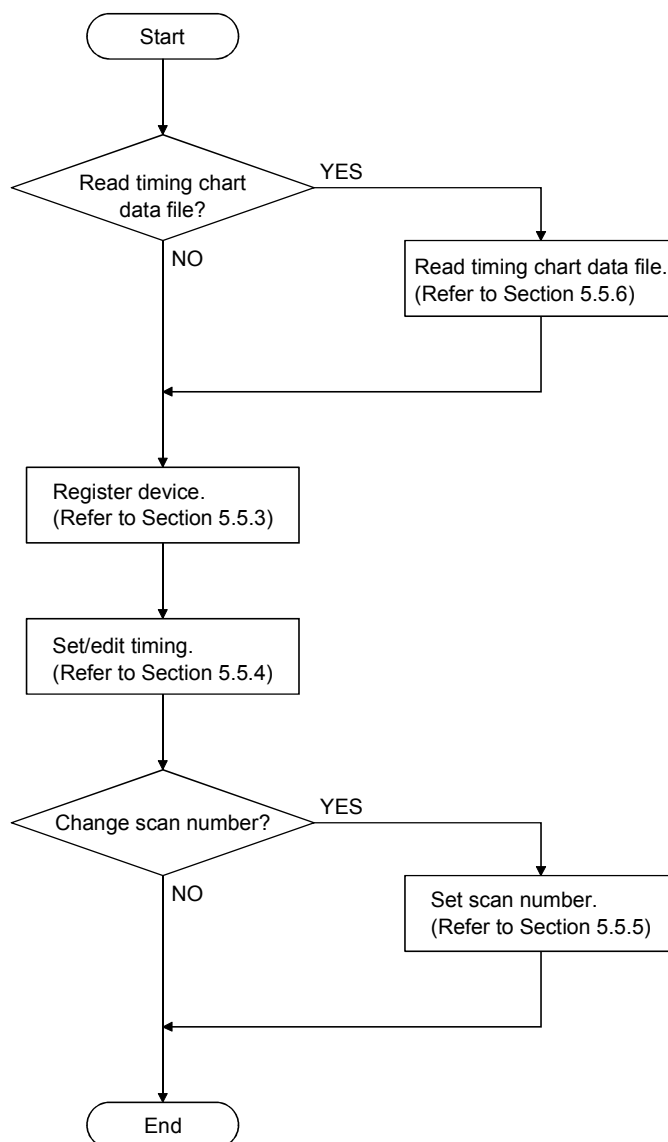 Start
Read timing chart
data file?
YES
NO
Read timing chart data file.
(Refer to Section 5.5.6)
Register device.
(Refer to Section 5.5.3)
Set/edit timing.
(Refer to Section 5.5.4)
Change scan number?
YES
NO
Set scan number.
(Refer to Section 5.5.5)
End